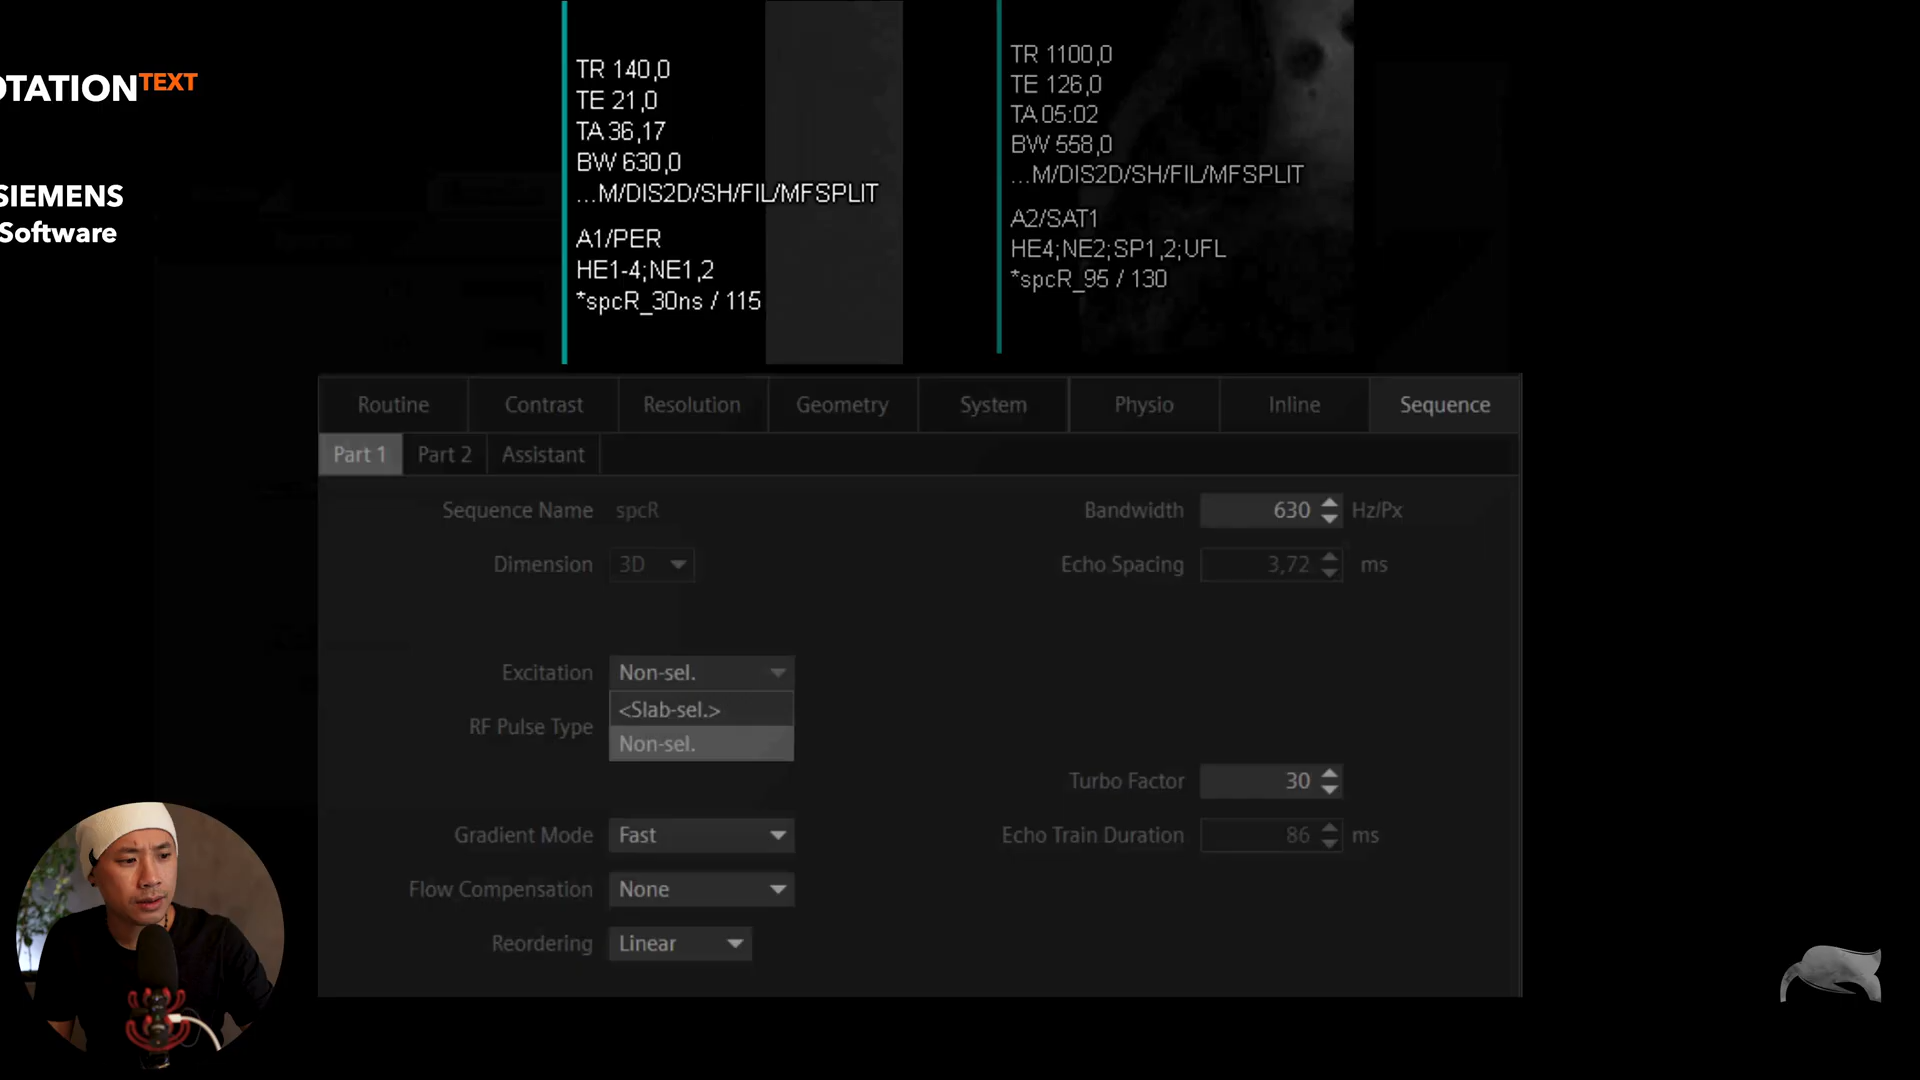 OTATIONTEXT
SIEMENS
Software
TR 140,0
TE 21,0
TA 36,17
BW 630,0
...M/DIS2D/SH/FIL/MFSPLIT
A1/PER
HE1-4;NE1,2
*spcR_30ns / 115
TR 1100,0
TE 126,0
TA 05:02
BW 558,0
...M/DIS2D/SH/FIL/MFSPLIT
A2/SAT1
HE4;NE2;SP1,2;UFL
*spcR_95 / 130
Routine Contrast Resolution Geometry System Physio Inline Sequence
Part 1 Part 2 Assistant
Sequence Name spcR Bandwidth 630 Hz/Px
Dimension 3D Echo Spacing 3,72 ms
Excitation Non-sel.
<Slab-sel.>
RF Pulse Type
Non-sel.
Turbo Factor 30
Gradient Mode Fast Echo Train Duration 86 ms
Flow Compensation None
Reordering Linear